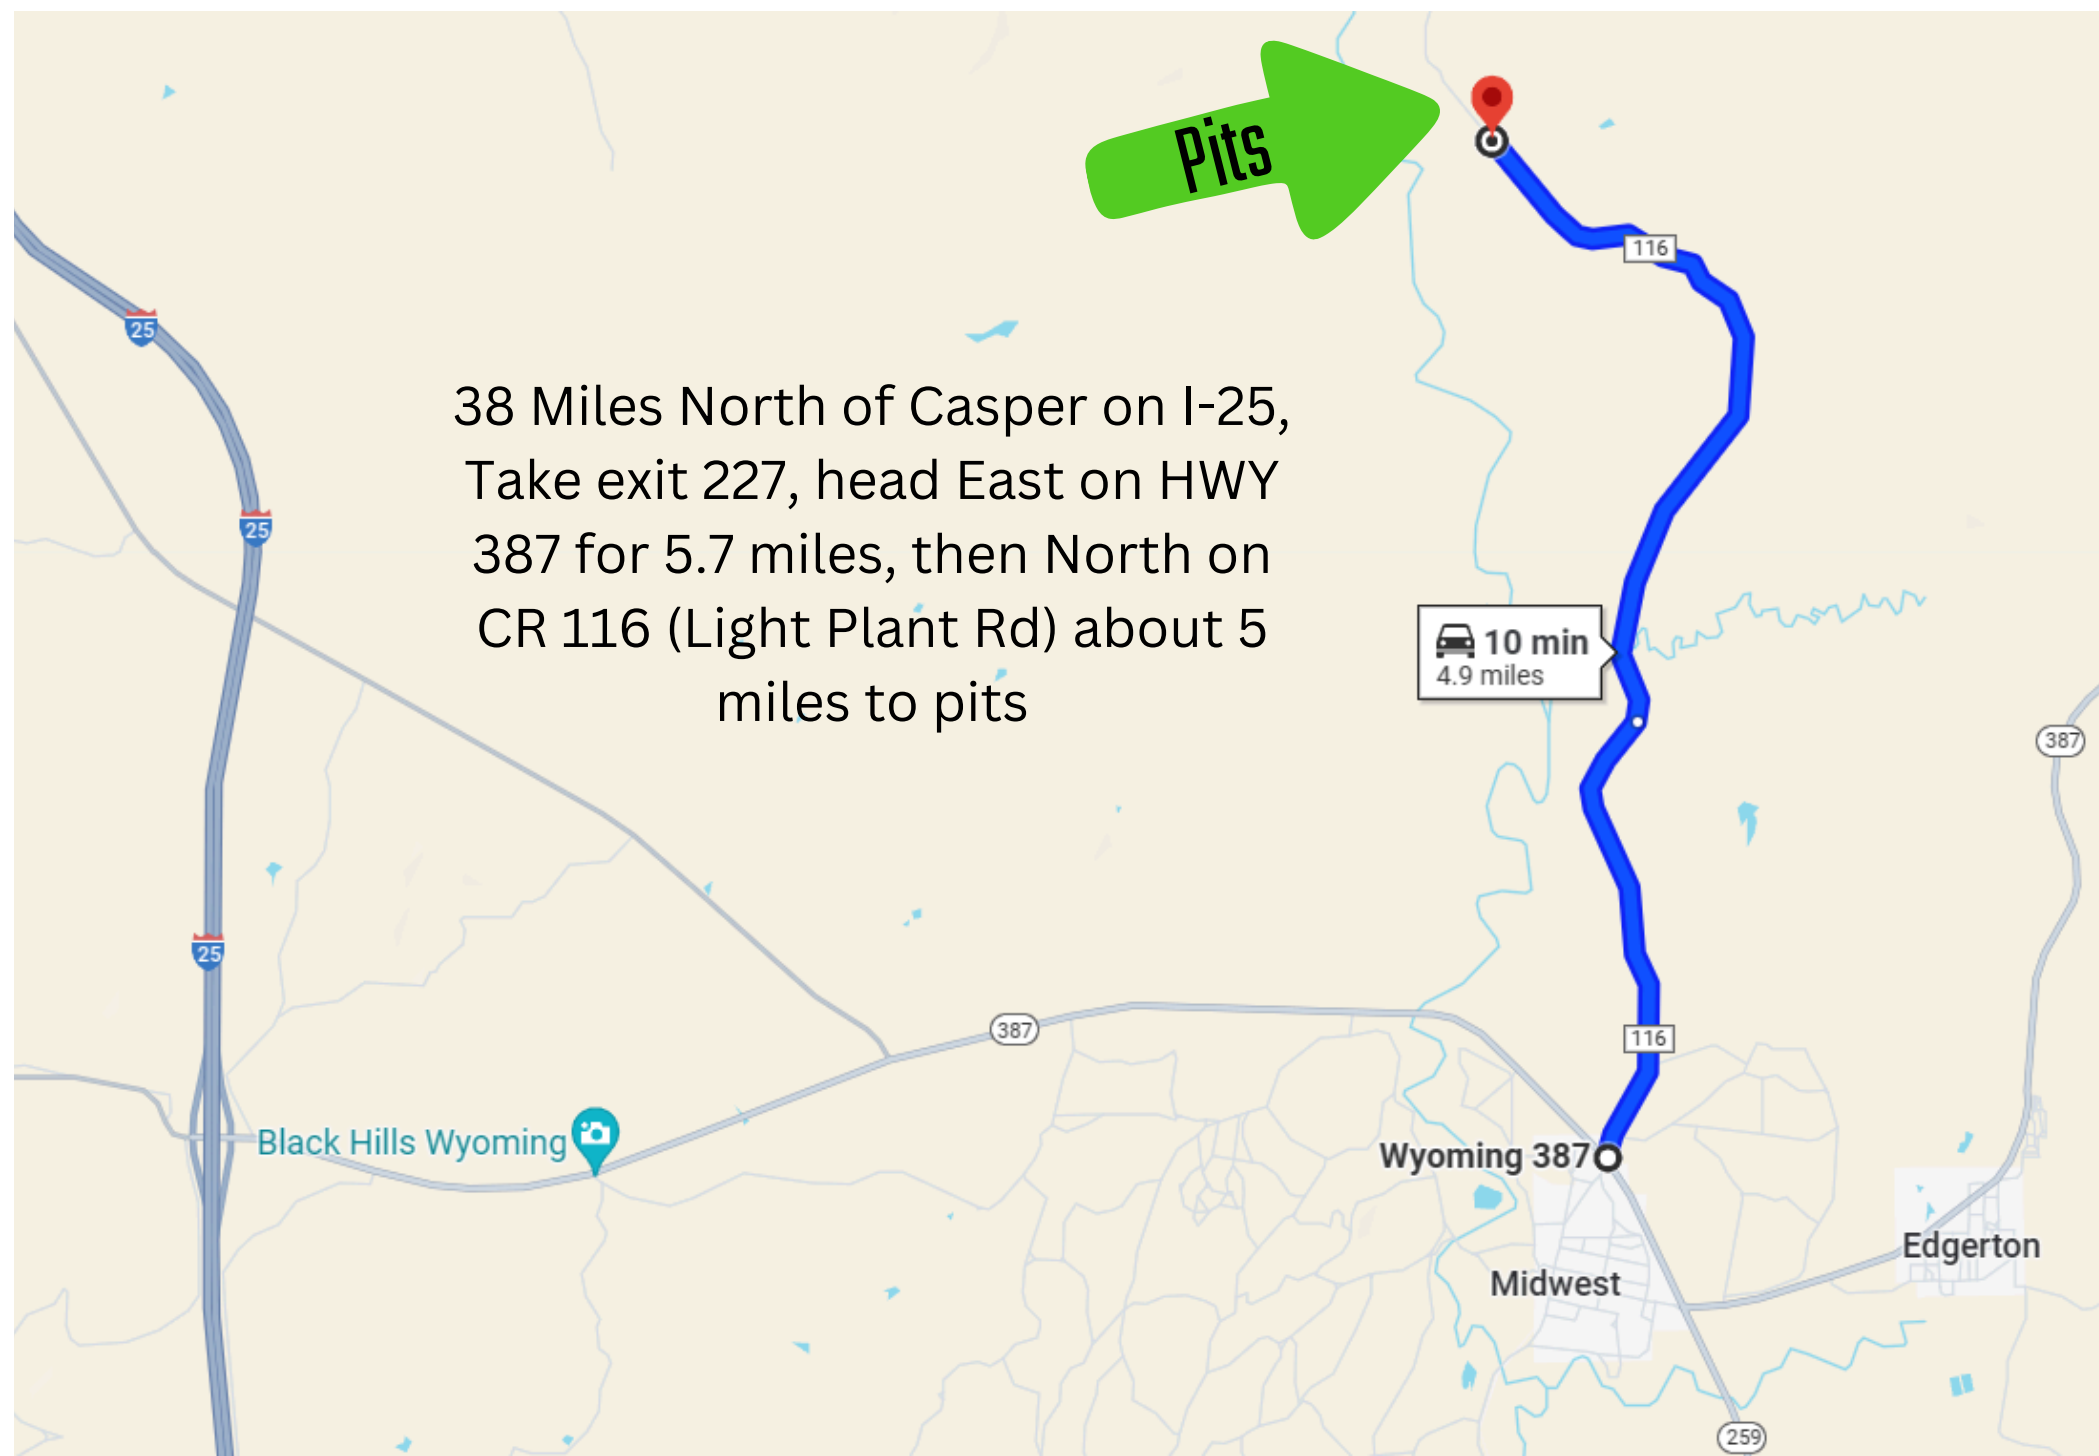 Pits
116
25
38 Miles North of Casper on I-25,
Take exit 227, head East on HWY
387 for 5.7 miles, then North on
CR 116 (Light Plant Rd) about 5
miles to pits
25
10 min
4.9 miles
387
25
387
116
Black Hills Wyoming
Wyoming 387
Edgerton
Midwest
259